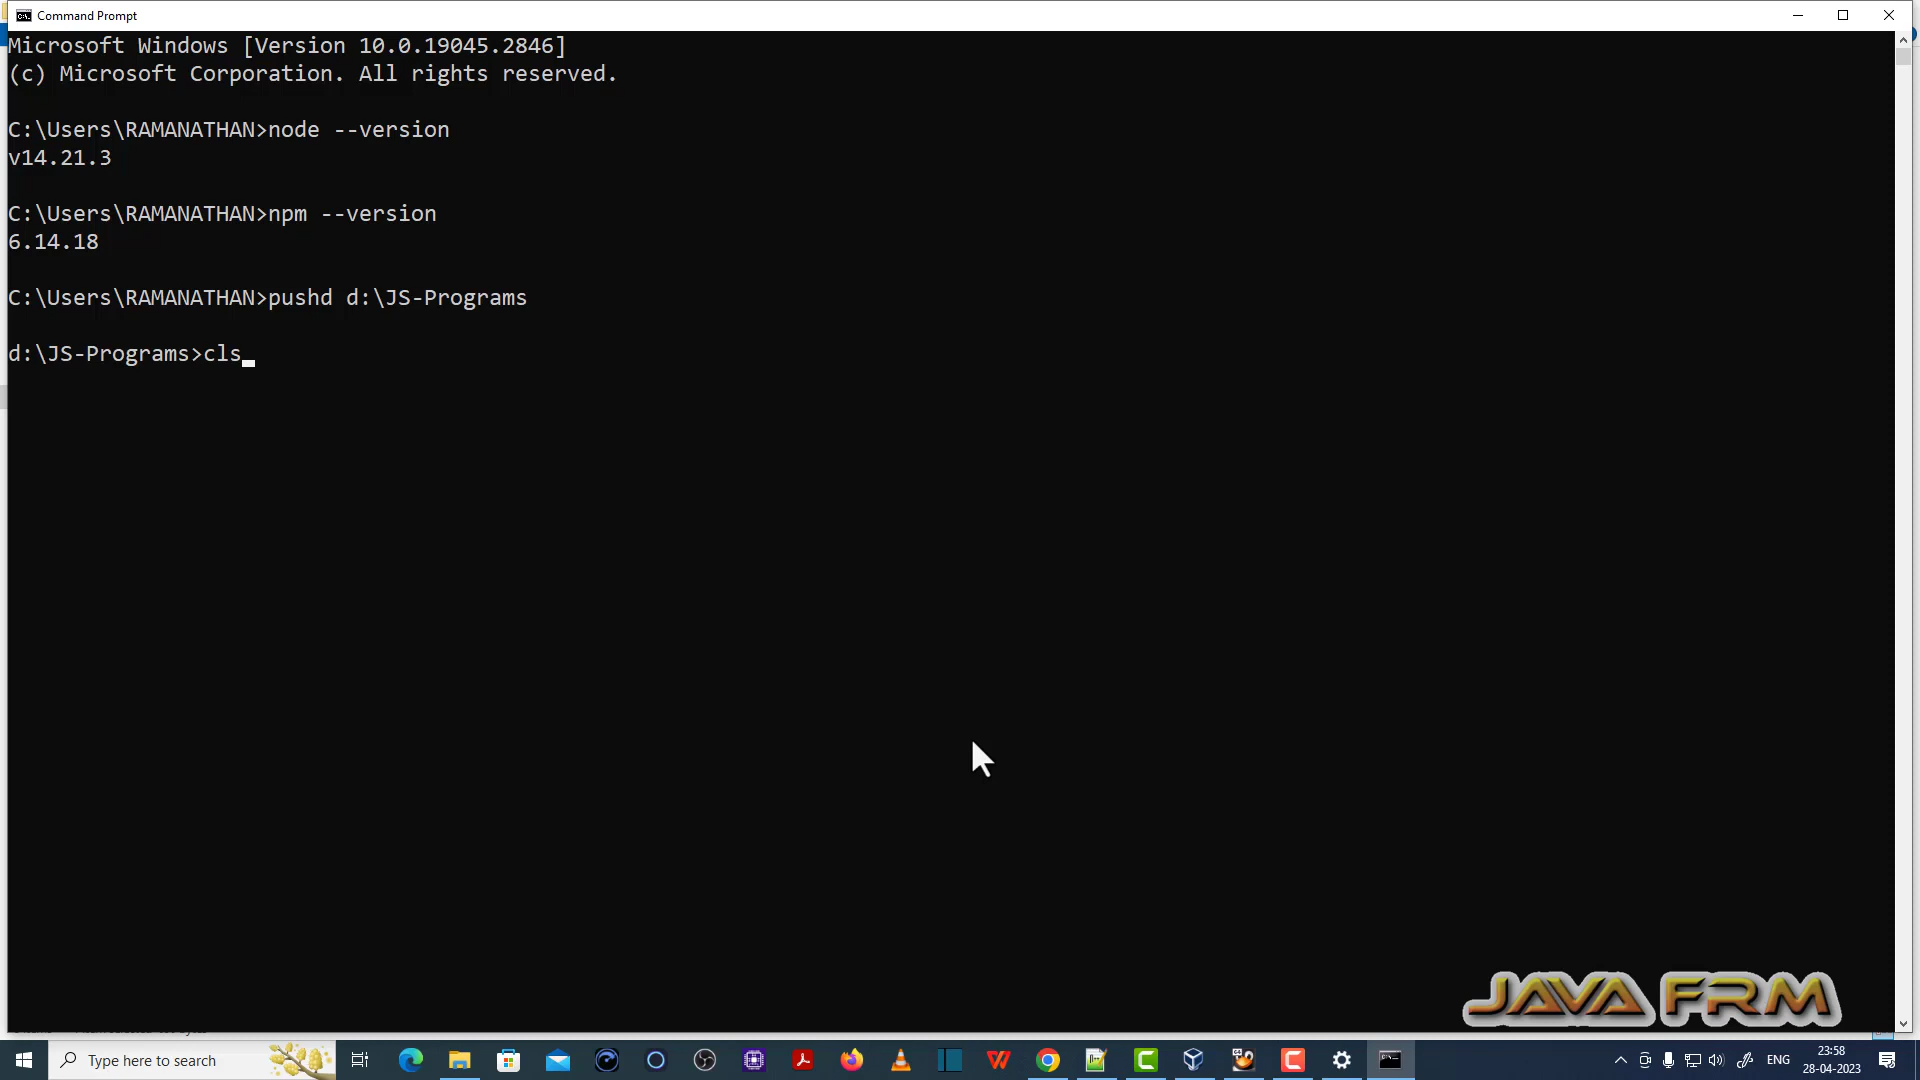 Command Prompt
Microsoft Windows [Version 10.0.19045.2846]
(c) Microsoft Corporation. All rights reserved.
C:\Users\RAMANATHAN>node --version
v14.21.3
C:\Users\RAMANATHAN>npm --version
6.14.18
C:\Users\RAMANATHAN>pushd d:\JS-Programs
d:\JS-Programs>cls
JAVA FRM
Type here to search
ENG
23:58
28-04-2023